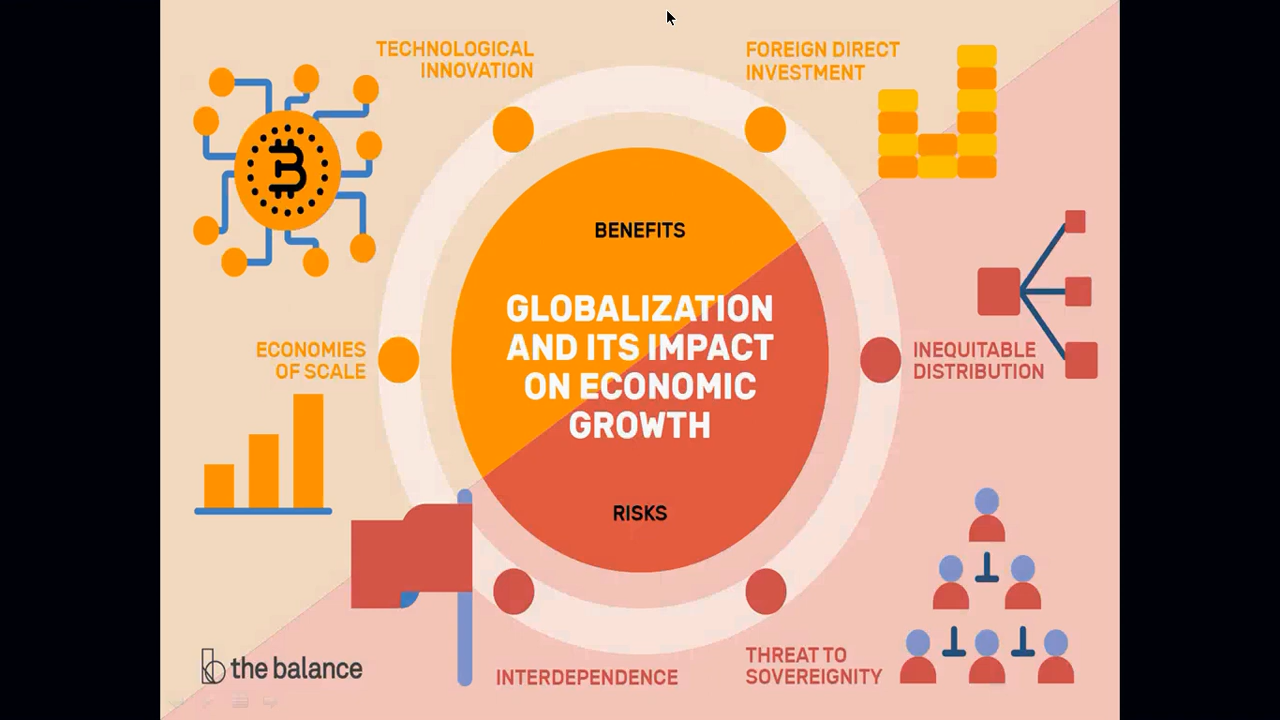 TECHNOLOGICAL
INNOVATION
FOREIGN DIRECT
INVESTMENT
BENEFITS
GLOBALIZATION
AND ITS IMPACT
ON ECONOMIC
GROWTH
ECONOMIES
OF SCALE
INEQUITABLE
DISTRIBUTION
RISKS
INTERDEPENDENCE
THREAT TO
SOVEREIGNITY
the balance